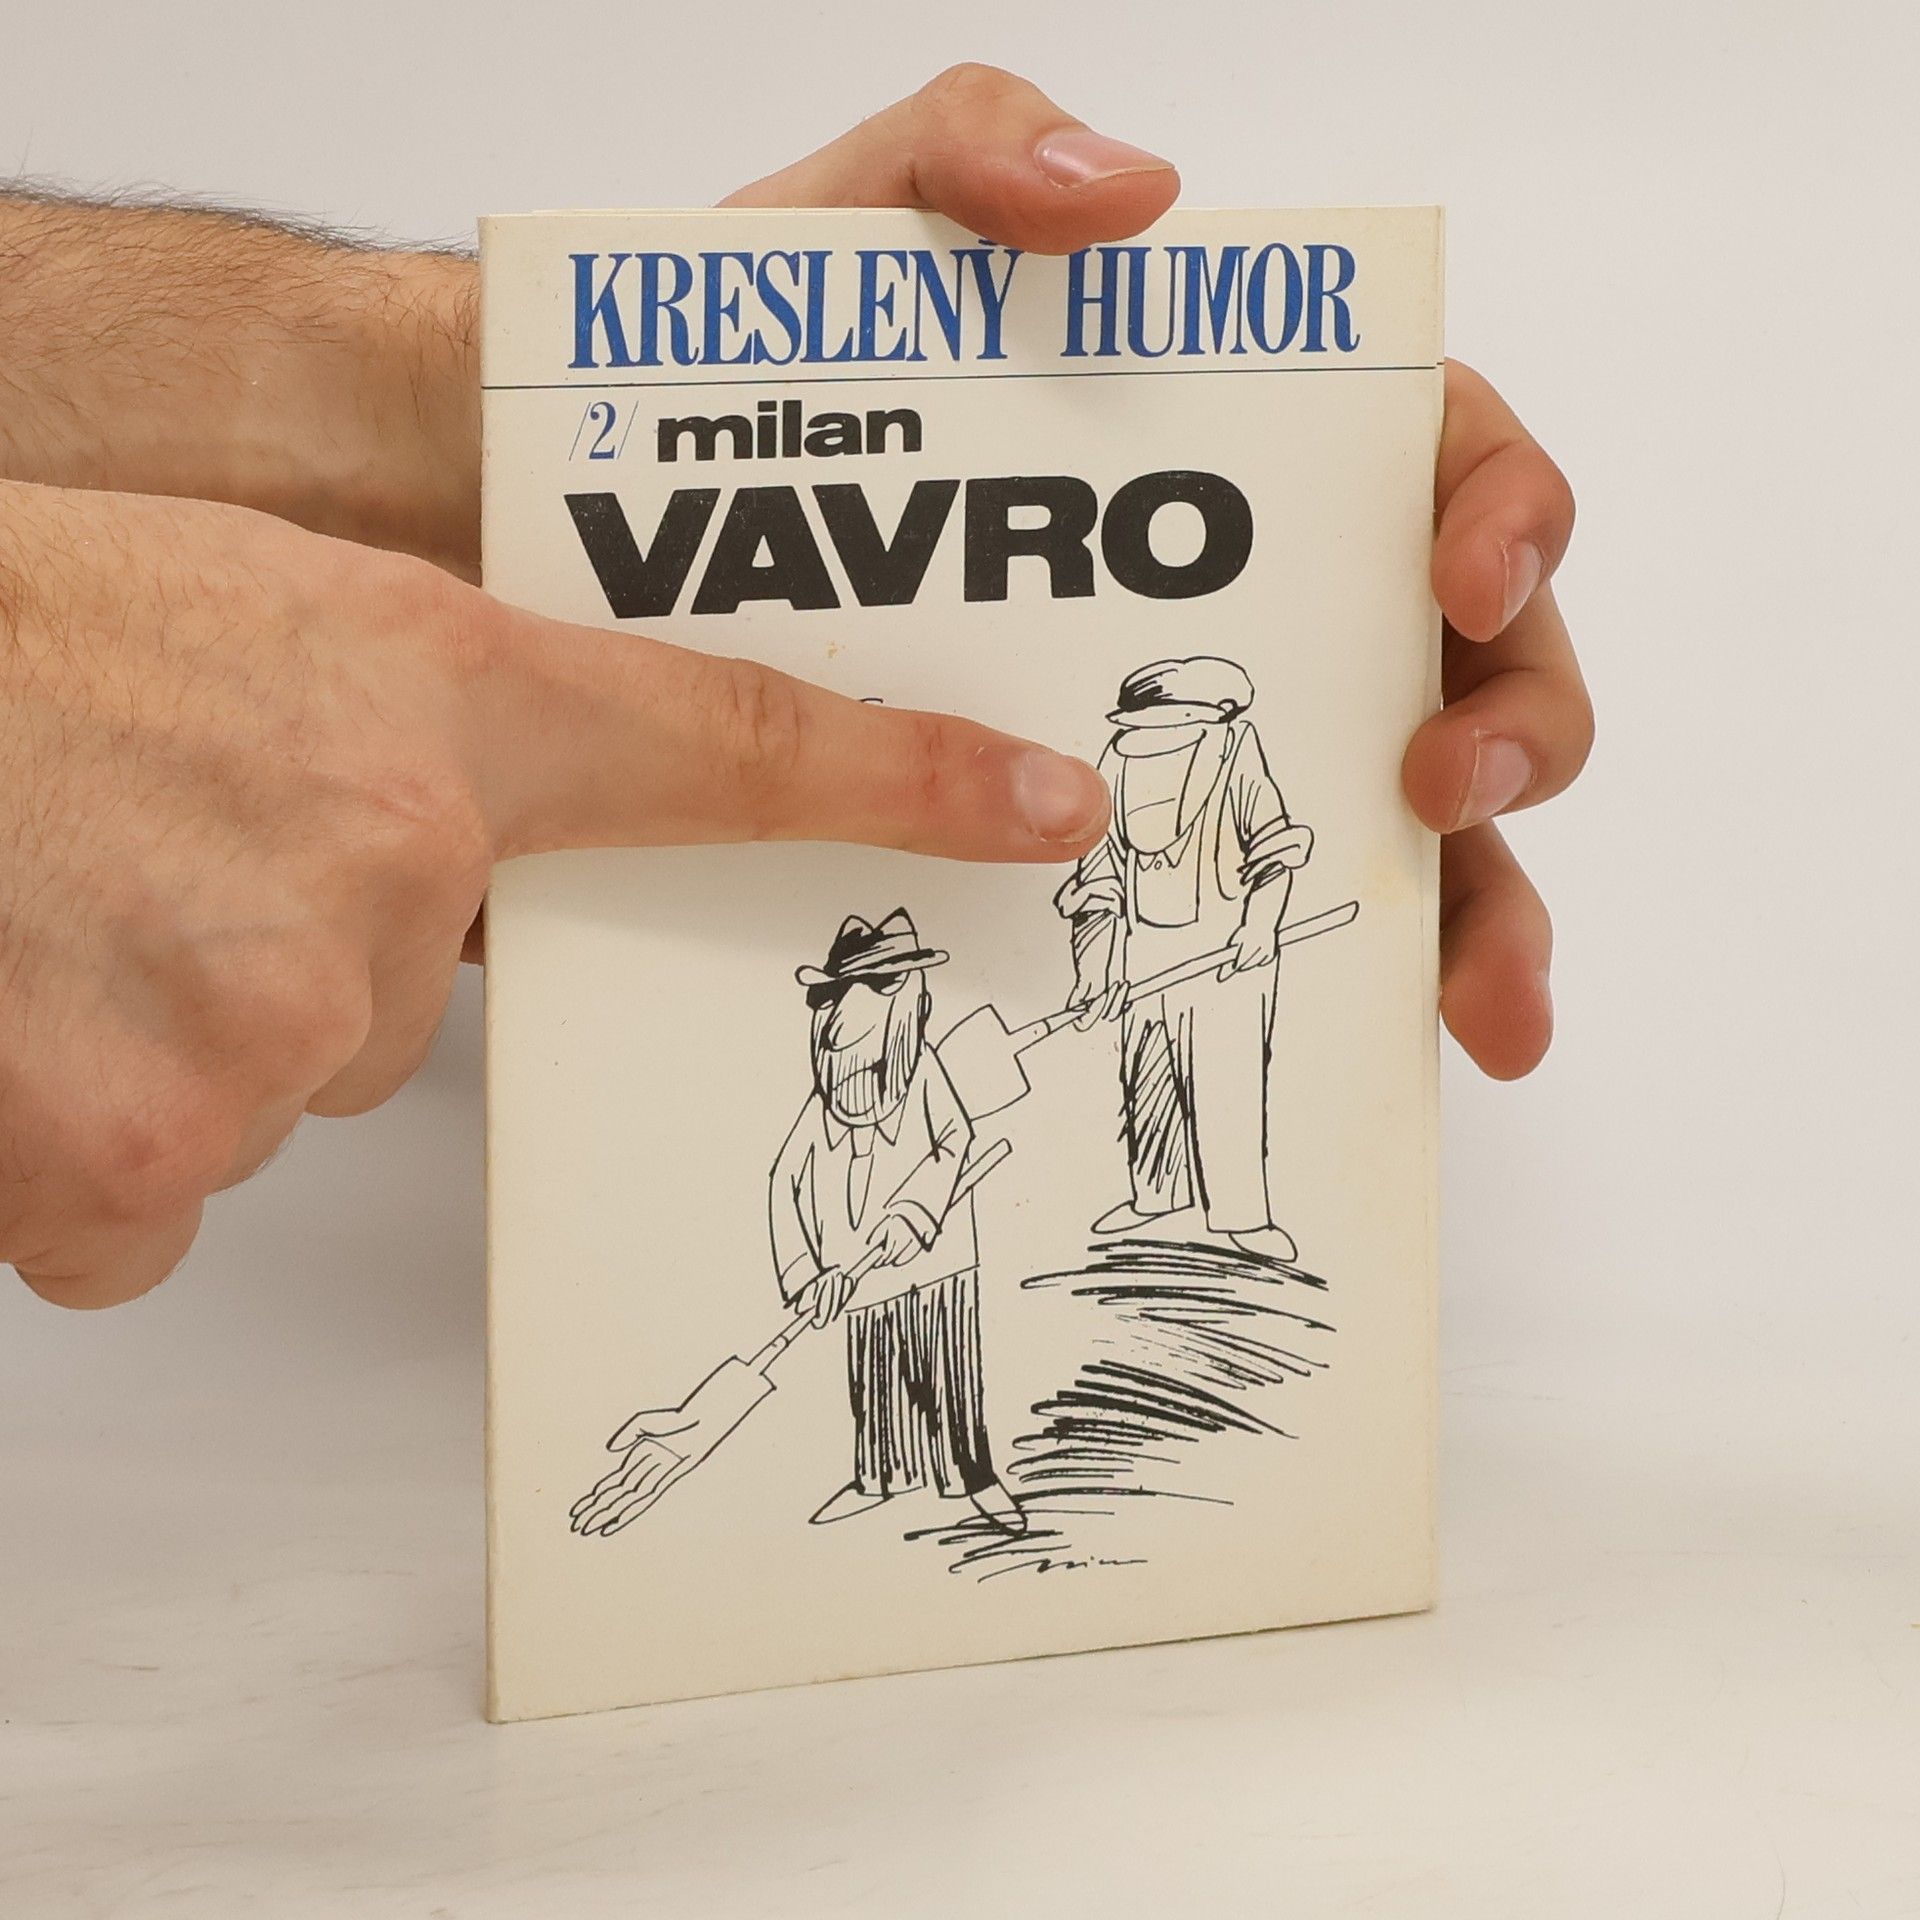 KRESLENÝ HUMOR
/2/ milan
VAVRO